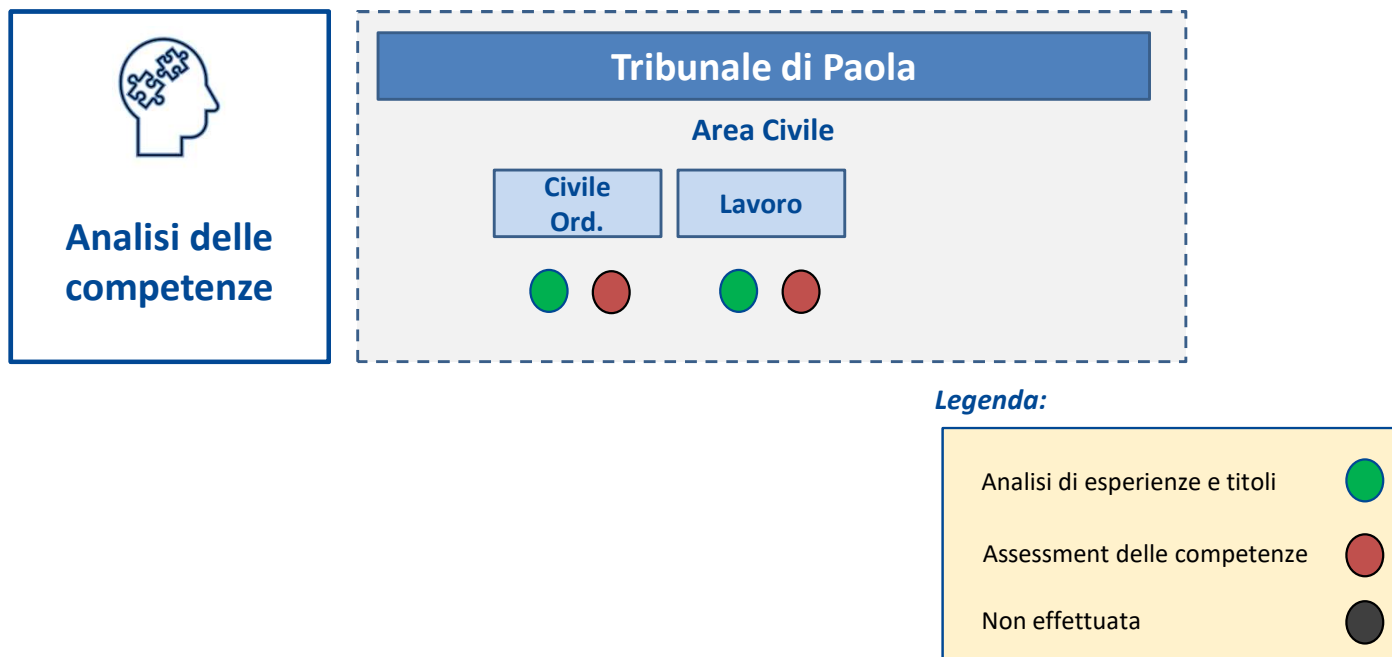 Analisi delle
competenze
Tribunale di Paola
Area Civile
Civile
Ord.
Lavoro
Legenda:
Analisi di esperienze e titoli
Assessment delle competenze
Non effettuata